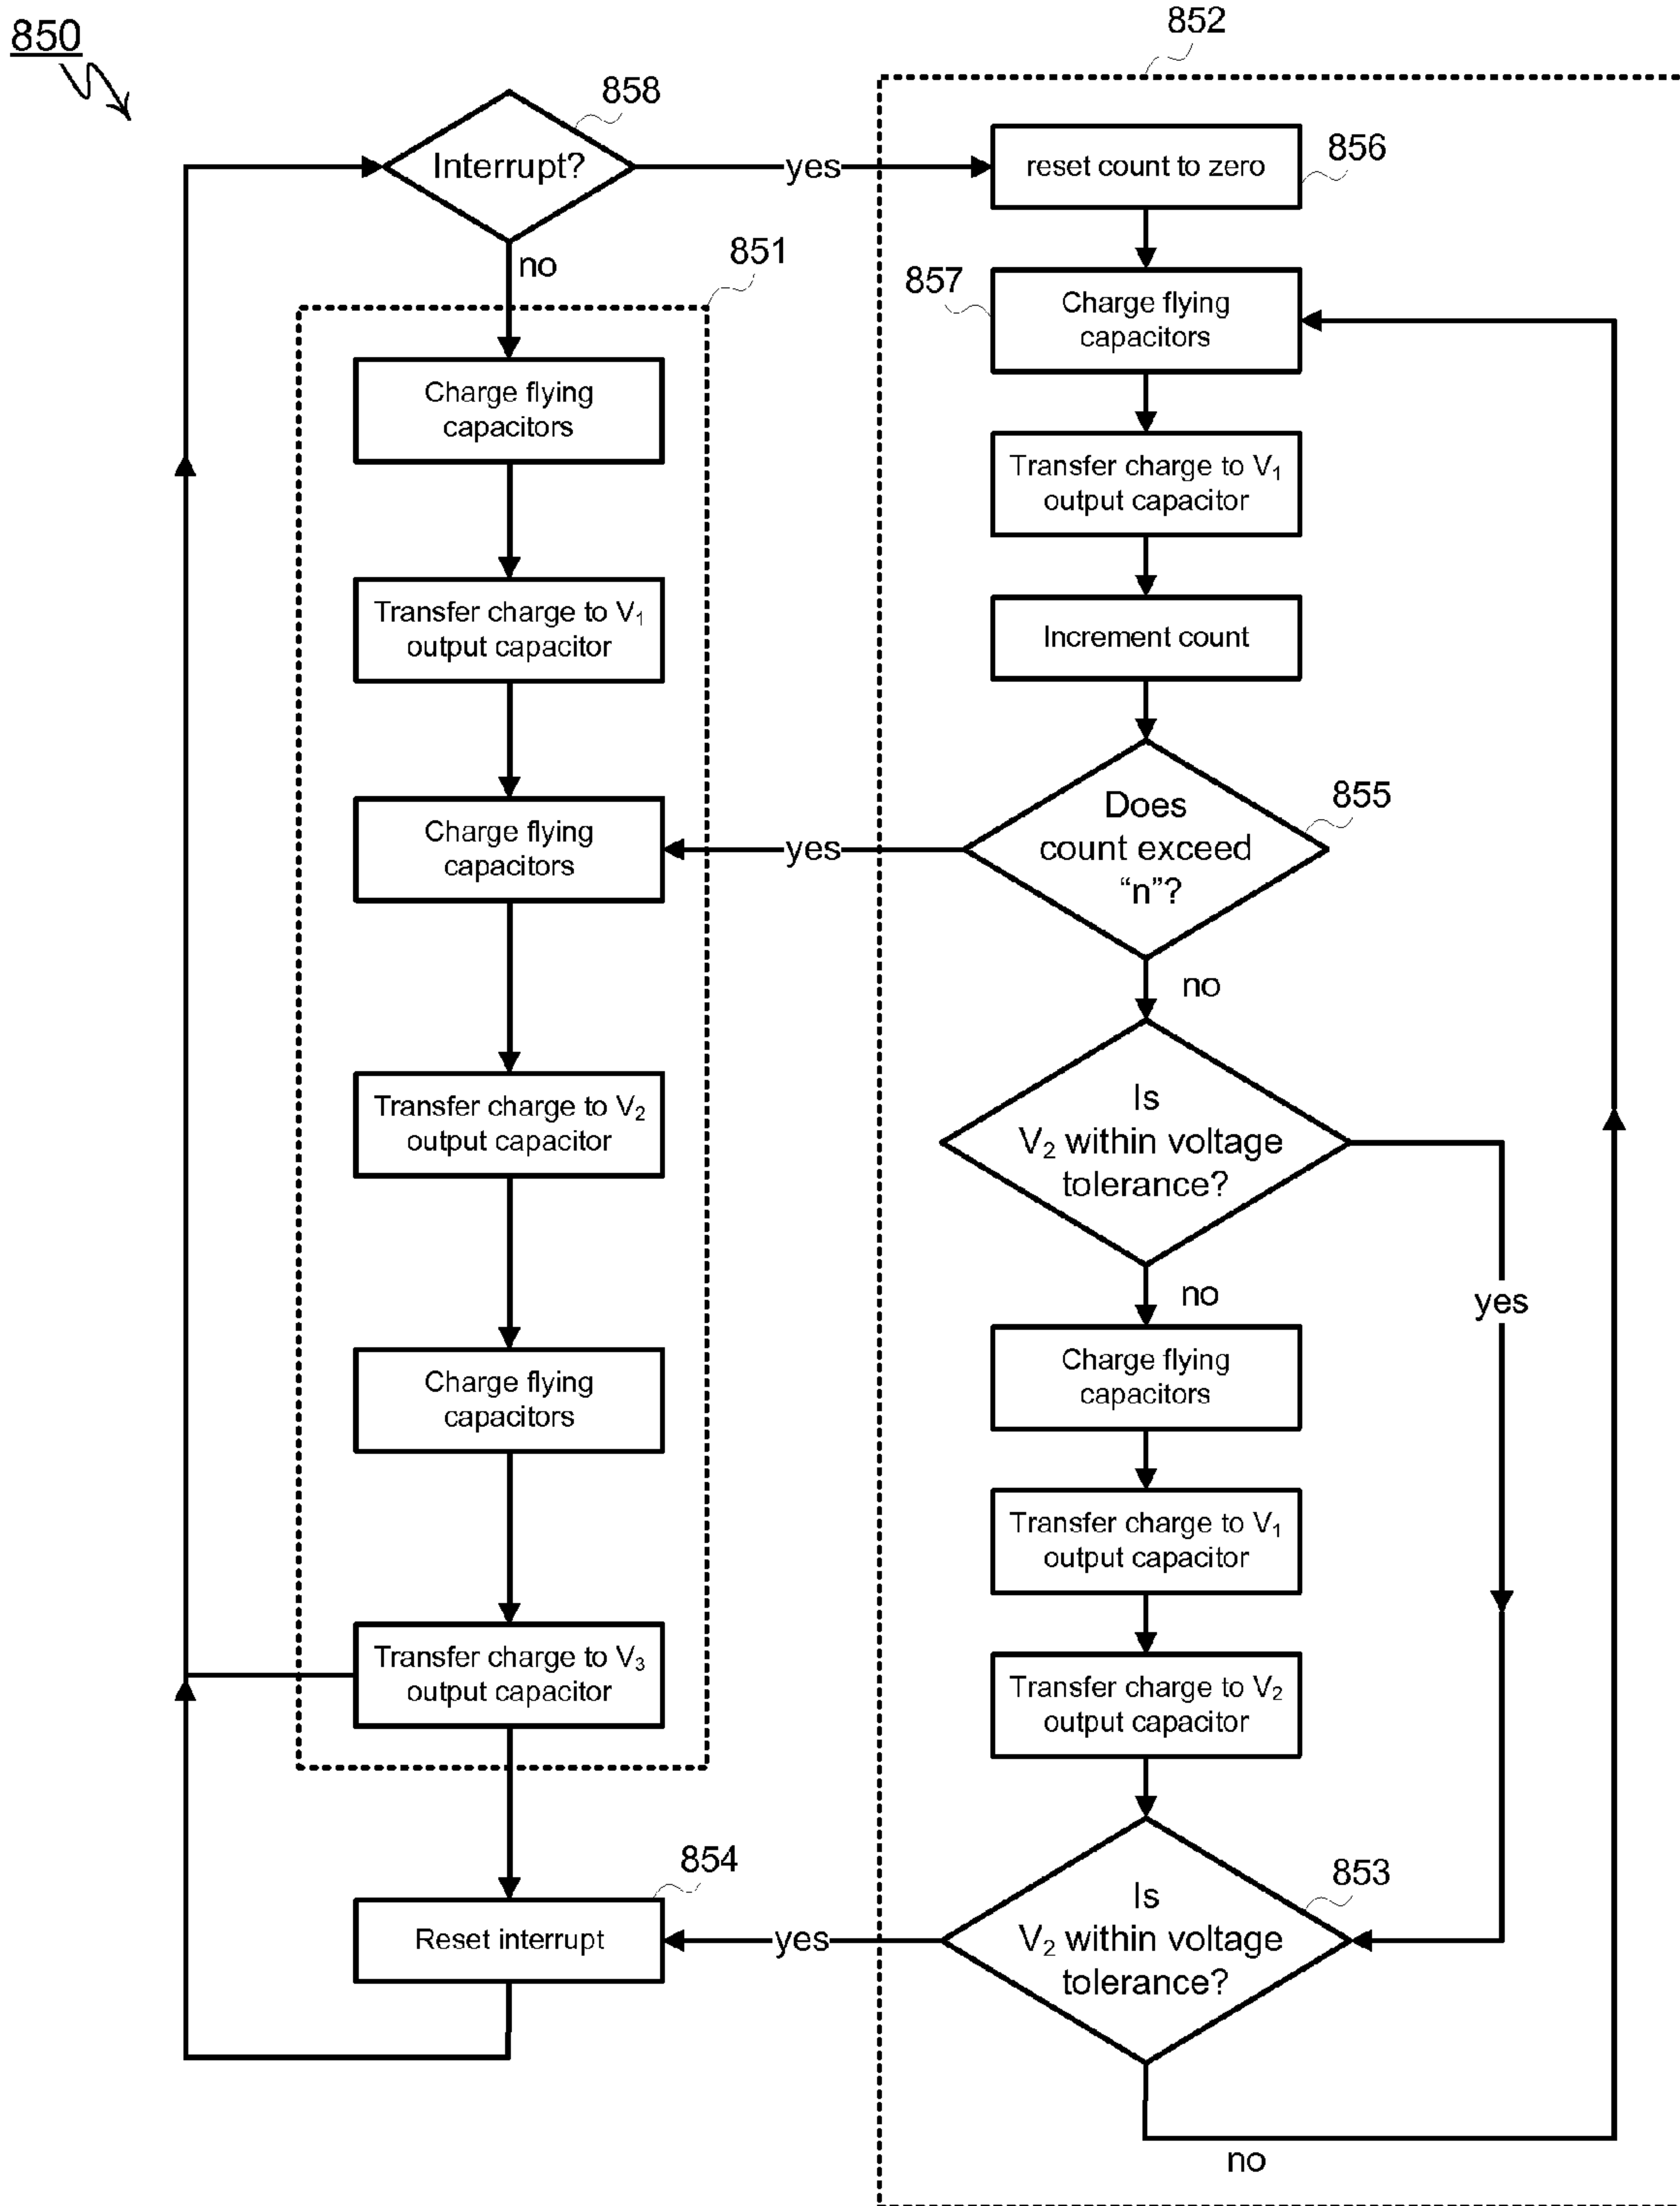 850
852
858
Interrupt?
yes
reset count to zero
856
no
851
857
Charge flying
capacitors
Charge flying
capacitors
Transfer charge to V₁
output capacitor
Transfer charge to V₁
output capacitor
Increment count
Charge flying
capacitors
yes
Does
count exceed
“n”?
855
no
Transfer charge to V₂
output capacitor
Is
V₂ within voltage
tolerance?
yes
no
Charge flying
capacitors
Charge flying
capacitors
Transfer charge to V₁
output capacitor
Transfer charge to V₃
output capacitor
Transfer charge to V₂
output capacitor
854
Reset interrupt
yes
Is
V₂ within voltage
tolerance?
853
no